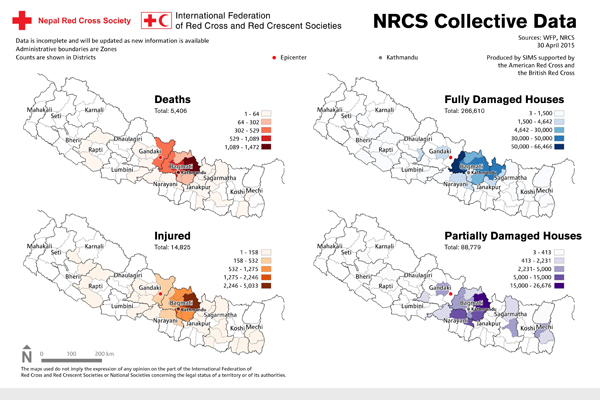 Nepal Red Cross Society
International Federation
of Red Cross and Red Crescent Societies
NRCS Collective Data
Data is incomplete and will be updated as new information is available
Administrative boundaries are Zones
Counts are shown in Districts
Sources: WFP, NRCS
30 April 2015
Epicenter
Kathmandu
Produced by SIMS supported by
the American Red Cross and
the British Red Cross
Deaths
Total: 5,406
1 - 64
64 - 302
302 - 529
529 - 1,089
1,089 - 1,472
Mahakali
Seti
Karnali
Bheri
Rapti
Dhaulagiri
Gandaki
Lumbini
Bagmati
Kathmandu
Narayani
Janakpur
Sagarmatha
Koshi
Mechi
Fully Damaged Houses
Total: 266,610
3 - 1,500
1,500 - 4,642
4,642 - 30,000
30,000 - 50,000
50,000 - 66,466
Mahakali
Seti
Karnali
Bheri
Rapti
Dhaulagiri
Gandaki
Lumbini
Bagmati
Kathmandu
Narayani
Janakpur
Sagarmatha
Koshi
Mechi
Injured
Total: 14,825
1 - 158
158 - 532
532 - 1,275
1,275 - 2,246
2,246 - 5,033
Mahakali
Seti
Karnali
Bheri
Rapti
Dhaulagiri
Gandaki
Lumbini
Bagmati
Kathmandu
Narayani
Janakpur
Sagarmatha
Koshi
Mechi
Partially Damaged Houses
Total: 88,779
3 - 413
413 - 2,231
2,231 - 5,000
5,000 - 15,000
15,000 - 26,676
Mahakali
Seti
Karnali
Bheri
Rapti
Dhaulagiri
Gandaki
Lumbini
Bagmati
Kathmandu
Narayani
Janakpur
Sagarmatha
Koshi
Mechi
N
0 100 200 km
The maps used do not imply the expression of any opinion on the part of the International Federation of
Red Cross and Red Crescent Societies or National Societies concerning the legal status of a territory or of its authorities.